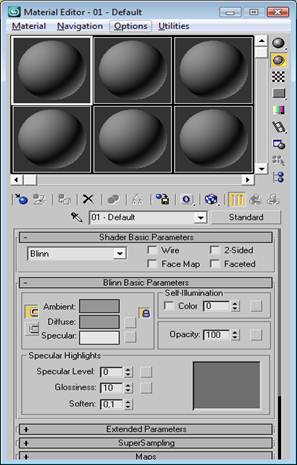 Material Editor - 01 - Default
Material Navigation Options Utilities
01 - Default Standard
- Shader Basic Parameters
Blinn Wire 2-Sided
Face Map Faceted
- Blinn Basic Parameters
Self-Illumination
Ambient: Color 0
Diffuse:
Specular: Opacity: 100
Specular Highlights
Specular Level: 0
Glossiness: 10
Soften: 0,1
+ Extended Parameters
+ SuperSampling
+ Maps